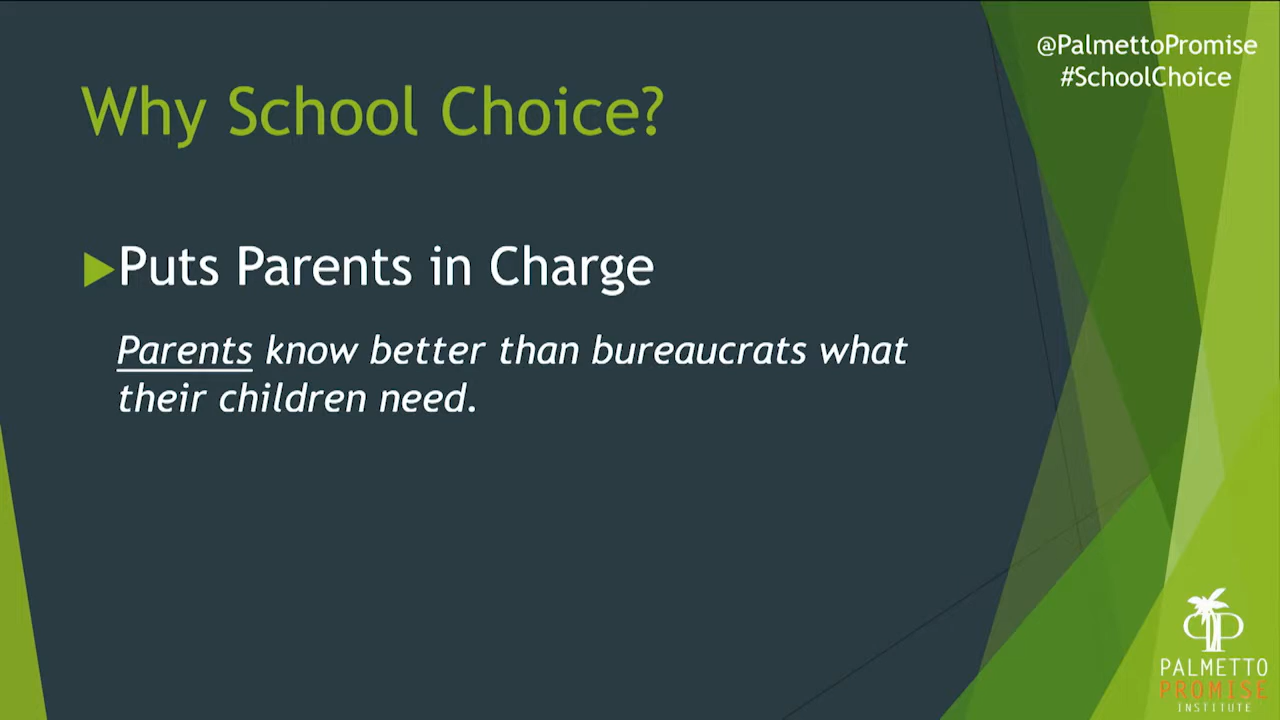 @PalmettoPromise
#SchoolChoice
Why School Choice?
Puts Parents in Charge
Parents know better than bureaucrats what
their children need.
PALMETTO
PROMISE
INSTITUTE